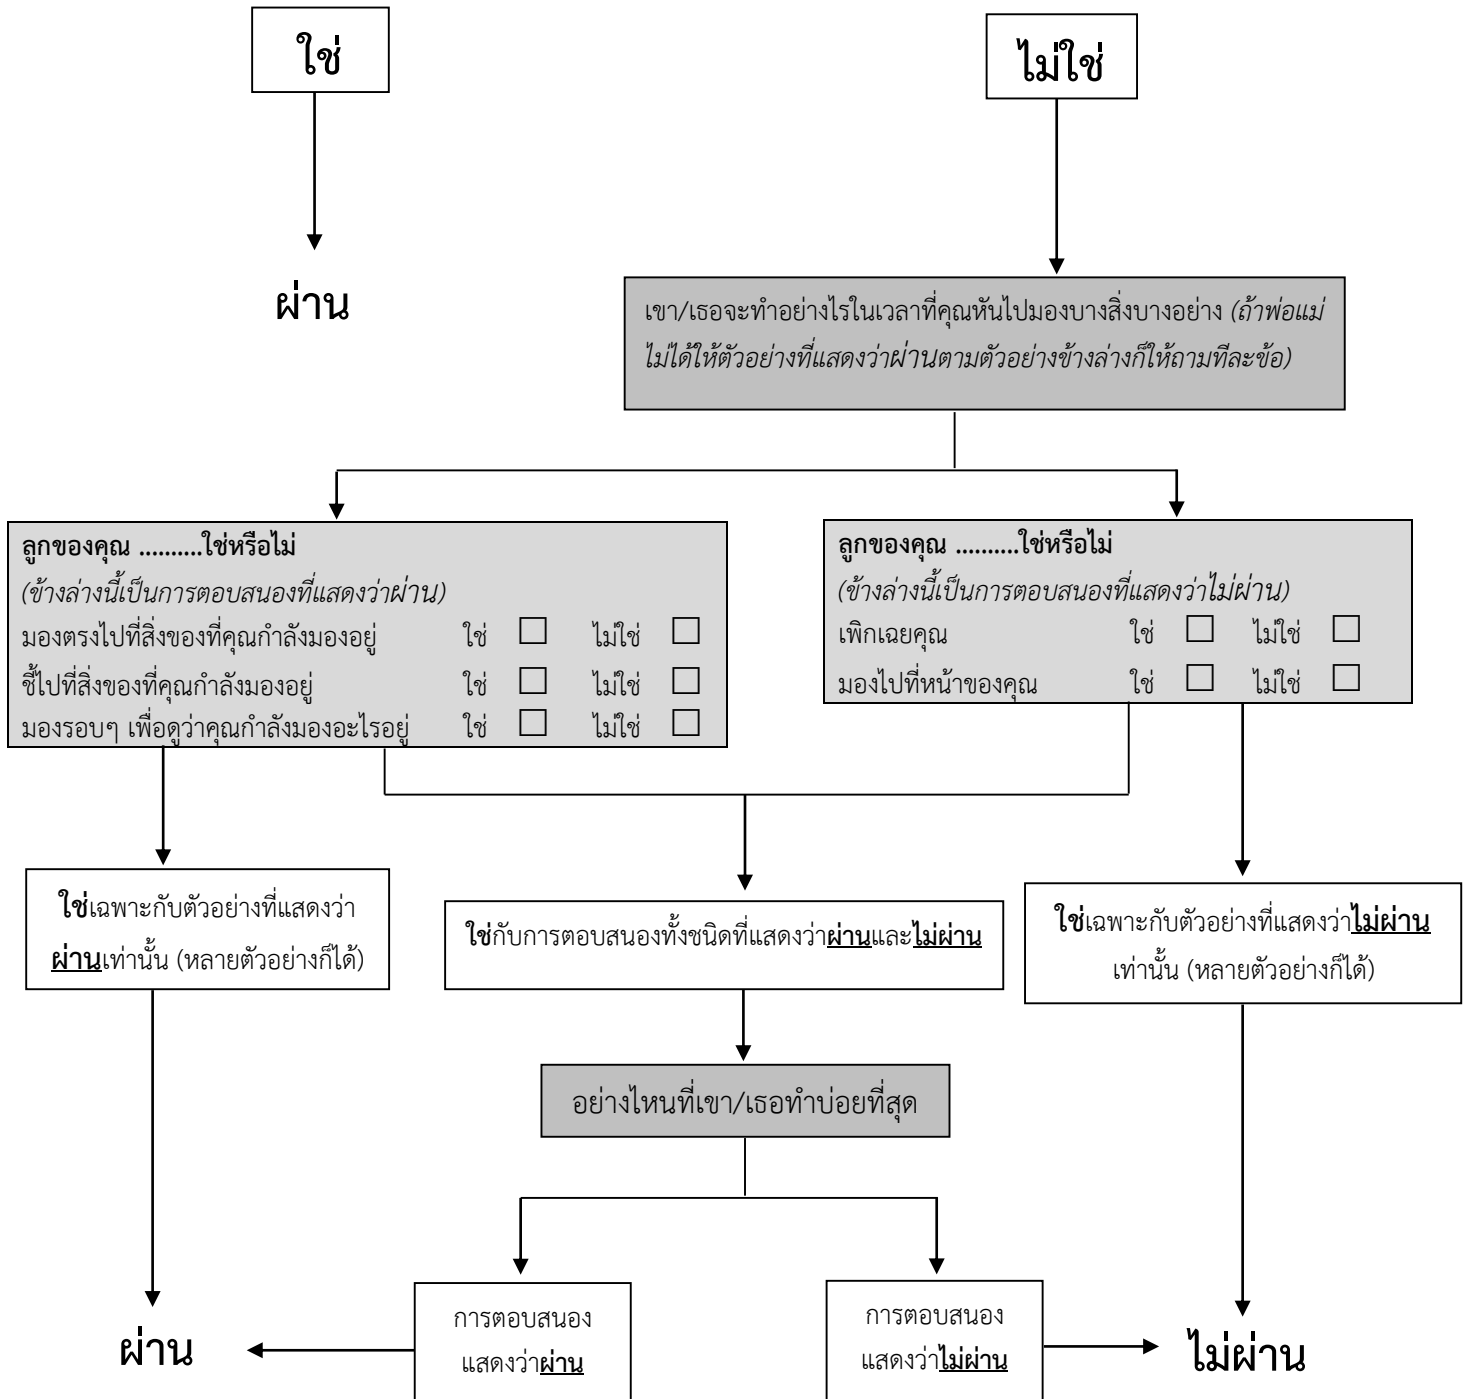 ใช่
ไม่ใช่
ผ่าน
เขา/เธอจะทำอย่างไรในเวลาที่คุณหันไปมองบางสิ่งบางอย่าง (ถ้าพ่อแม่
ไม่ได้ให้ตัวอย่างที่แสดงว่าผ่านตามตัวอย่างข้างล่างก็ให้ถามทีละข้อ)
ลูกของคุณ ..........ใช่หรือไม่
(ข้างล่างนี้เป็นการตอบสนองที่แสดงว่าผ่าน)
มองตรงไปที่สิ่งของที่คุณกำลังมองอยู่ ใช่ ☐ ไม่ใช่ ☐
ชี้ไปที่สิ่งของที่คุณกำลังมองอยู่ ใช่ ☐ ไม่ใช่ ☐
มองรอบๆ เพื่อดูว่าคุณกำลังมองอะไรอยู่ ใช่ ☐ ไม่ใช่ ☐
ลูกของคุณ ..........ใช่หรือไม่
(ข้างล่างนี้เป็นการตอบสนองที่แสดงว่าไม่ผ่าน)
เพิกเฉยคุณ ใช่ ☐ ไม่ใช่ ☐
มองไปที่หน้าของคุณ ใช่ ☐ ไม่ใช่ ☐
ใช่เฉพาะกับตัวอย่างที่แสดงว่า
ผ่านเท่านั้น (หลายตัวอย่างก็ได้)
ใช่กับการตอบสนองทั้งชนิดที่แสดงว่าผ่านและไม่ผ่าน
ใช่เฉพาะกับตัวอย่างที่แสดงว่าไม่ผ่าน
เท่านั้น (หลายตัวอย่างก็ได้)
อย่างไหนที่เขา/เธอทำบ่อยที่สุด
การตอบสนอง
แสดงว่าผ่าน
การตอบสนอง
แสดงว่าไม่ผ่าน
ผ่าน
ไม่ผ่าน